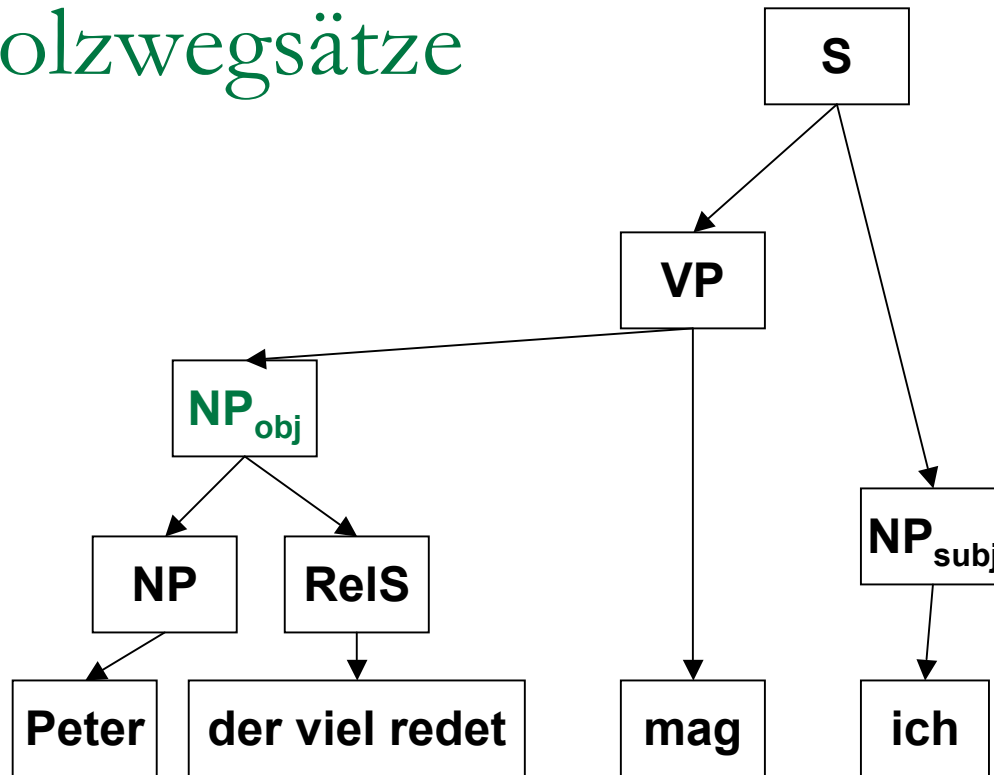 olzwegsätze
S
VP
NPobj
NPsubj
NP RelS
Peter der viel redet mag ich